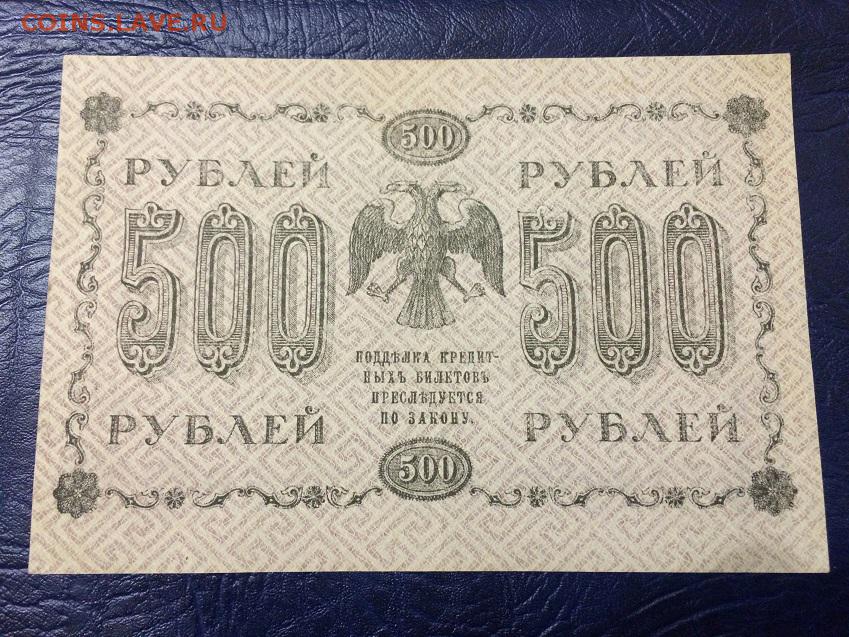 COINS.LAVE.RU
500
РУБЛЕЙ РУБЛЕЙ
500 500
ПОДДѢЛКА КРЕДИТ-
НЫХЪ БИЛЕТОВЪ
ПРЕСЛѢДУЕТСЯ
ПО ЗАКОНУ.
РУБЛЕЙ РУБЛЕЙ
500